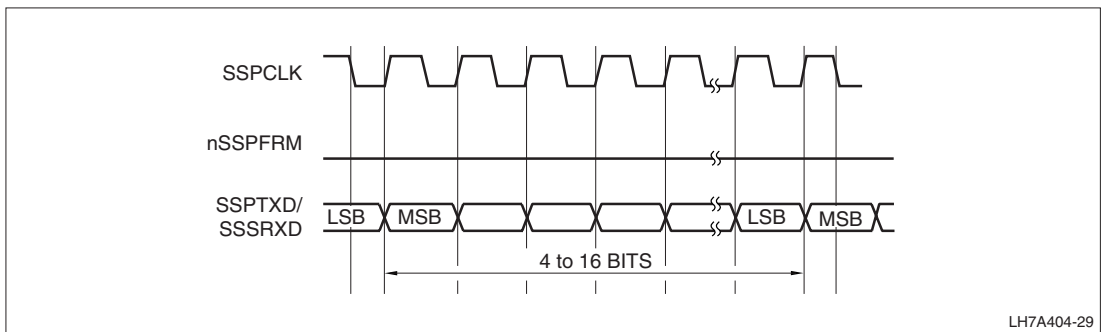 SSPCLK
nSSPFRM
SSPTXD/
SSSRXD
LSB MSB LSB MSB
4 to 16 BITS
LH7A404-29